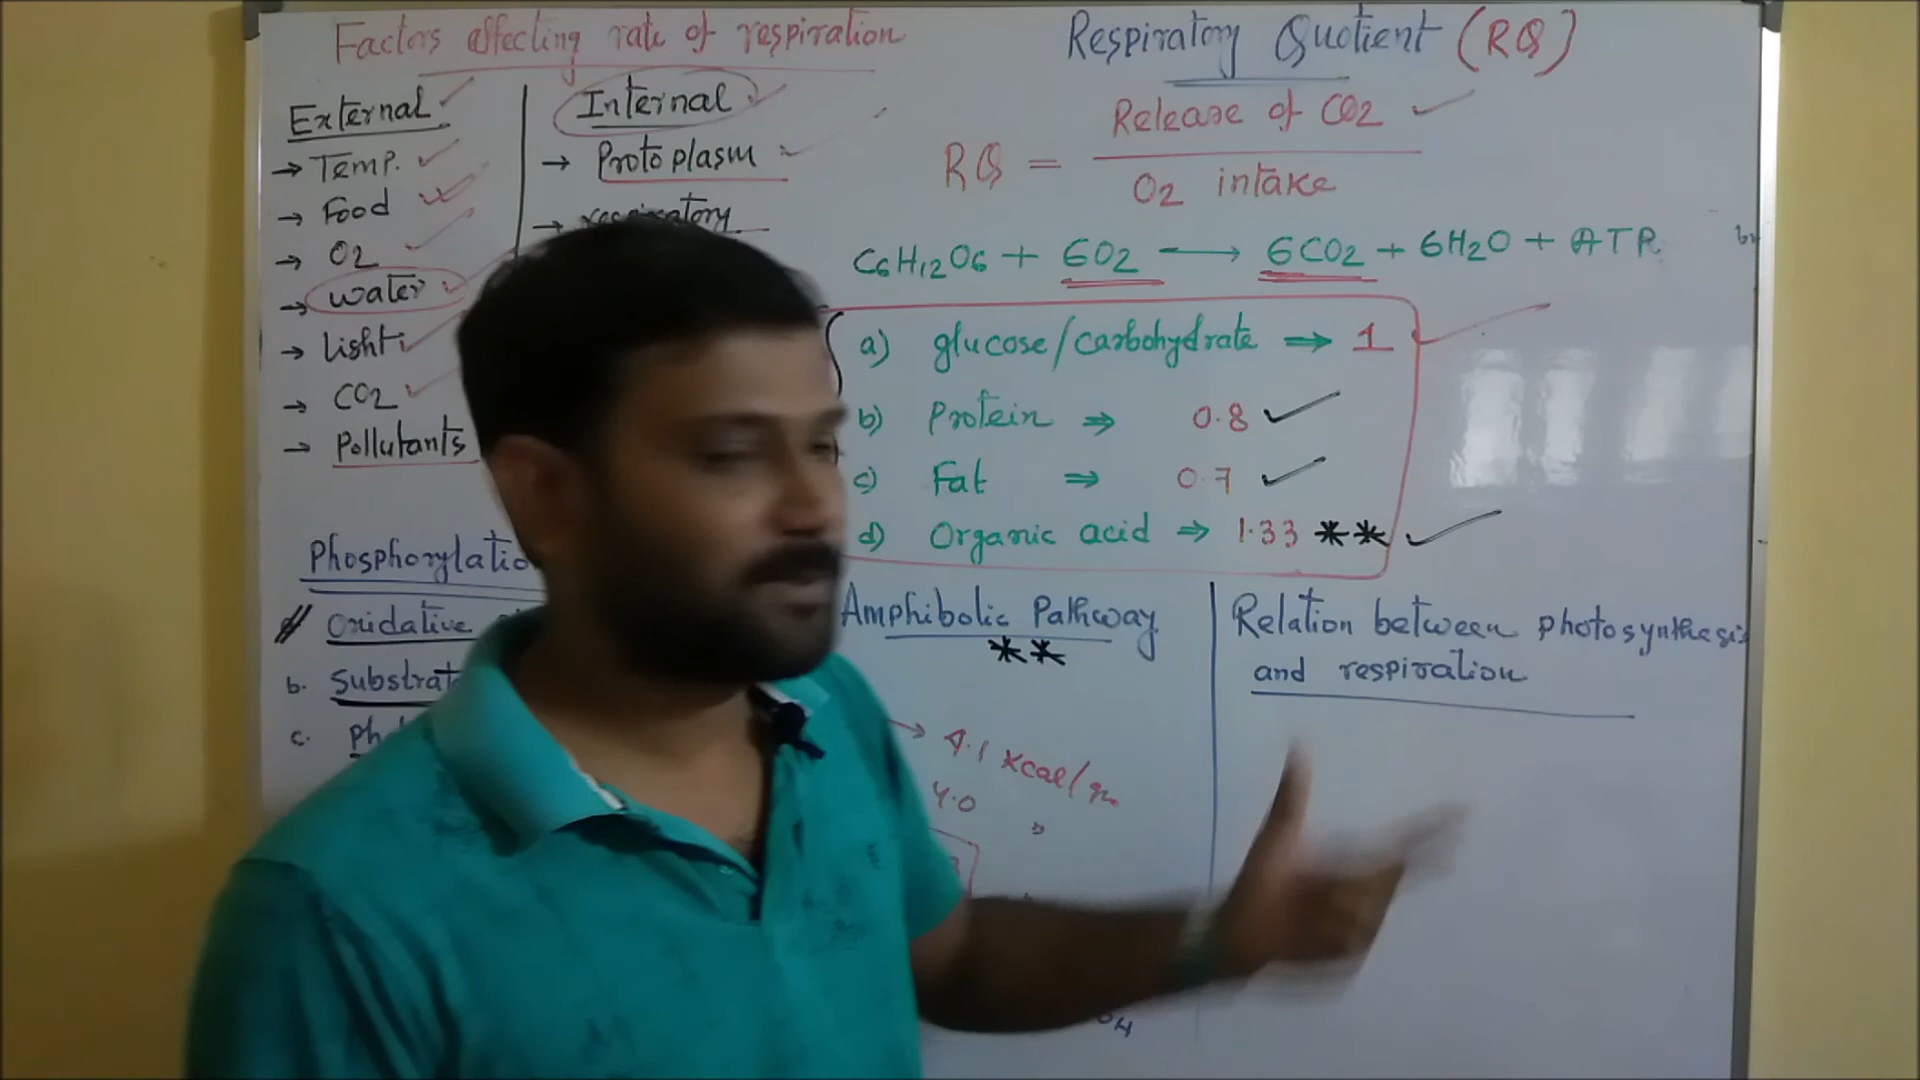 Factors affecting rate of respiration
External
→ Temp.
→ Food
→ O2
→ water
→ Light
→ CO2
→ Pollutants
Internal
→ Protoplasm
→ respiratory
Respiratory Quotient (RQ)
RQ = Release of CO2
O2 intake
C6H12O6 + 6O2 → 6CO2 + 6H2O + ATP
a) glucose/carbohydrate ⇒ 1
b) Protein ⇒ 0.8
c) Fat ⇒ 0.7
d) Organic acid ⇒ 1.33 **
Phosphorylatio
Oxidative
b. Substrat
c. Ph
Amphibolic Pathway
**
→ 4.1 Kcal/gm
4.0 "
Relation between photosynthesis
and respiration